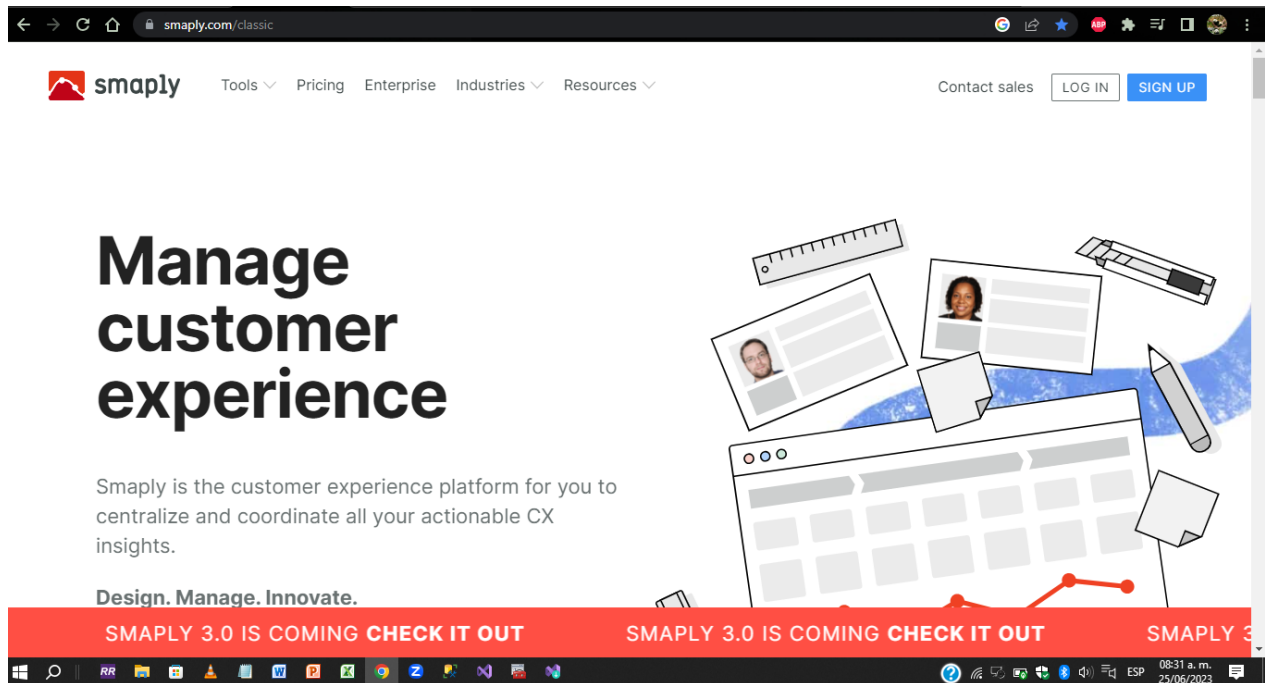 smaply.com/classic
ABP
smaply
Tools Pricing Enterprise Industries Resources
Contact sales LOG IN SIGN UP
Manage
customer
experience
Smaply is the customer experience platform for you to
centralize and coordinate all your actionable CX
insights.
Design. Manage. Innovate.
SMAPLY 3.0 IS COMING CHECK IT OUT SMAPLY 3.0 IS COMING CHECK IT OUT SMAPLY 3
RR W P X Z ESP 08:31 a. m.
25/06/2023